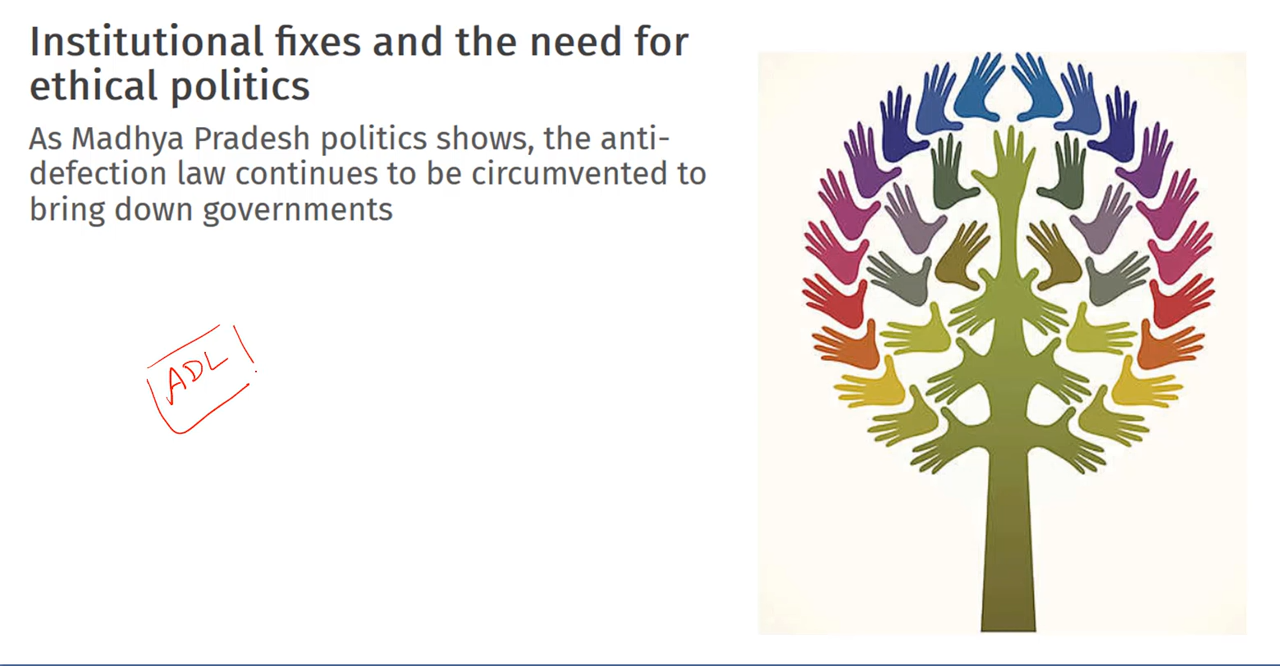 Institutional fixes and the need for
ethical politics
As Madhya Pradesh politics shows, the anti-
defection law continues to be circumvented to
bring down governments
ADL